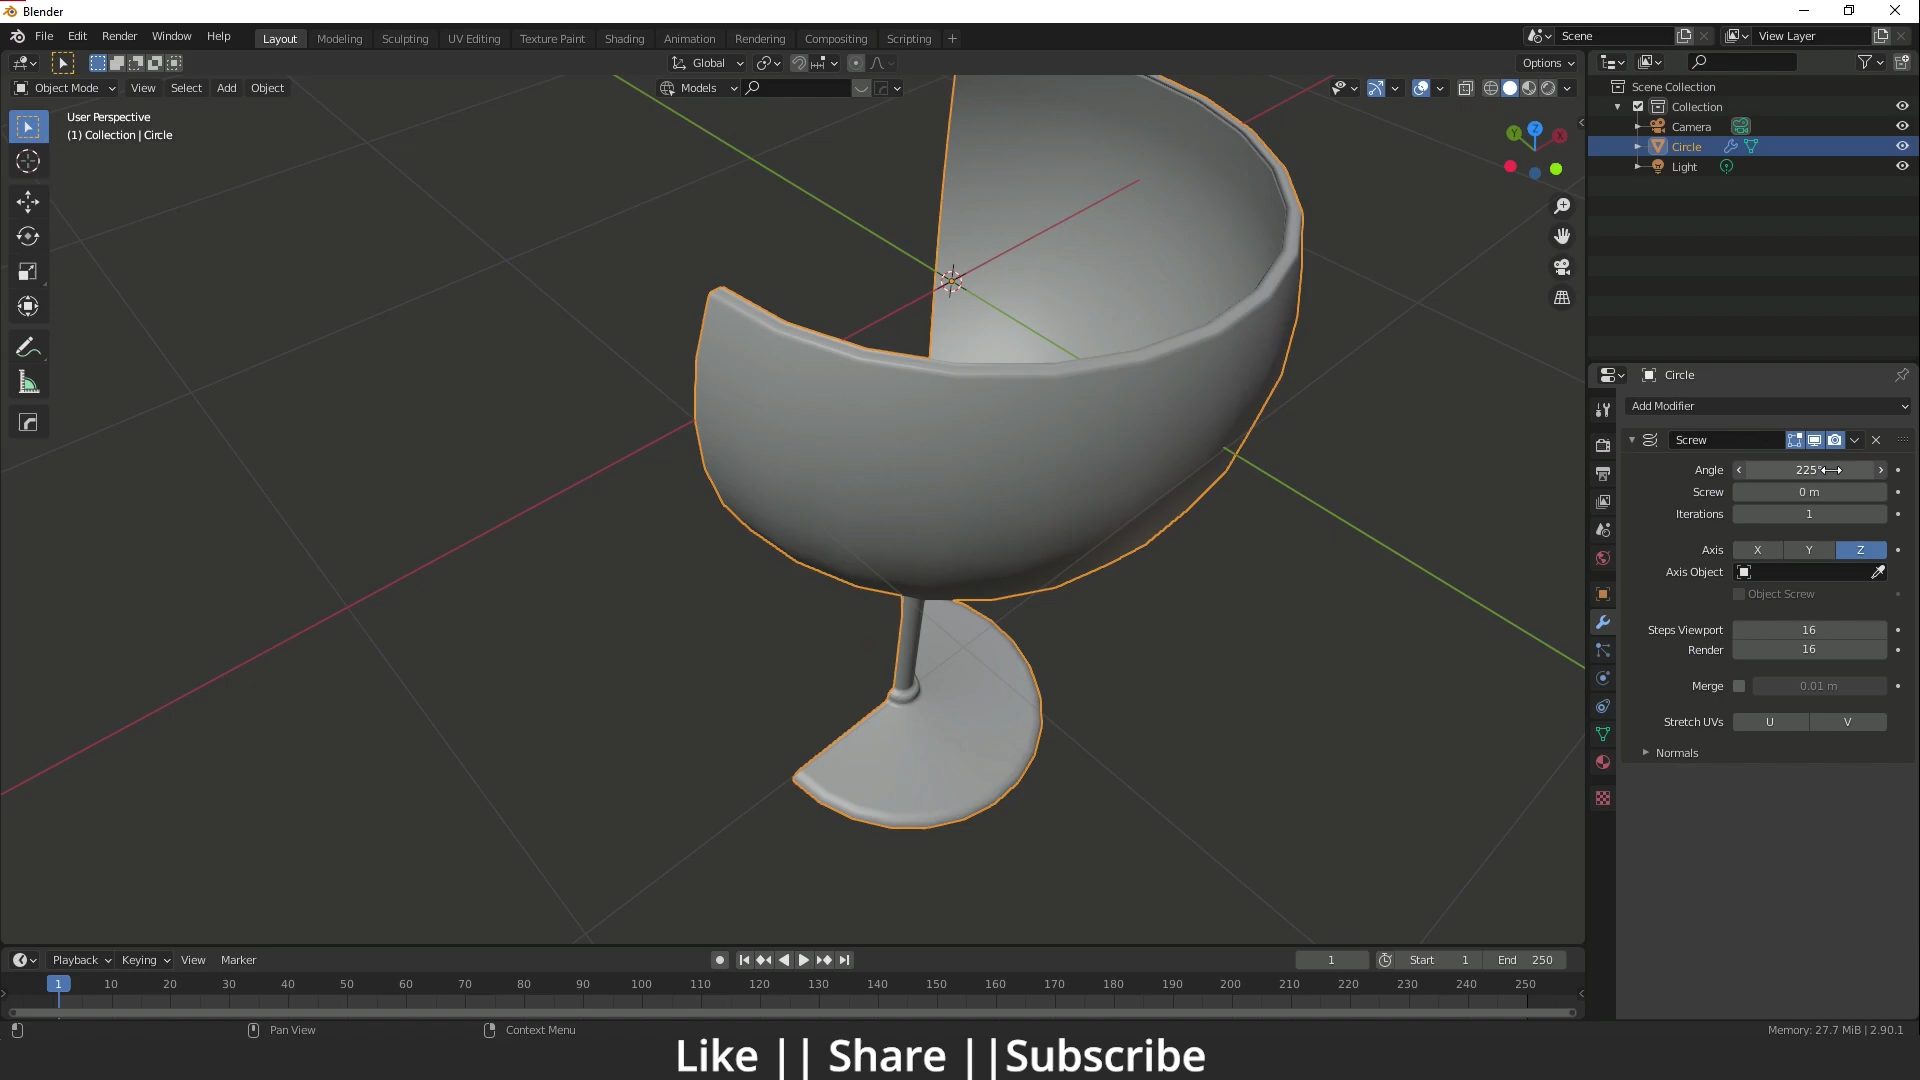 Blender
File Edit Render Window Help Layout Modeling Sculpting UV Editing Texture Paint Shading Animation Rendering Compositing Scripting + Scene View Layer
Global Options
Object Mode View Select Add Object Models
User Perspective
(1) Collection | Circle
Y Z X
Scene Collection
Collection
Camera
Circle
Light
Circle
Add Modifier
Screw
Angle 225°
Screw 0 m
Iterations 1
Axis X Y Z
Axis Object
Object Screw
Steps Viewport 16
Render 16
Merge 0.01 m
Stretch UVs U V
Normals
Playback Keying View Marker 1 Start 1 End 250
1 10 20 30 40 50 60 70 80 90 100 110 120 130 140 150 160 170 180 190 200 210 220 230 240 250
Pan View Context Menu Memory: 27.7 MiB | 2.90.1
Like || Share ||Subscribe